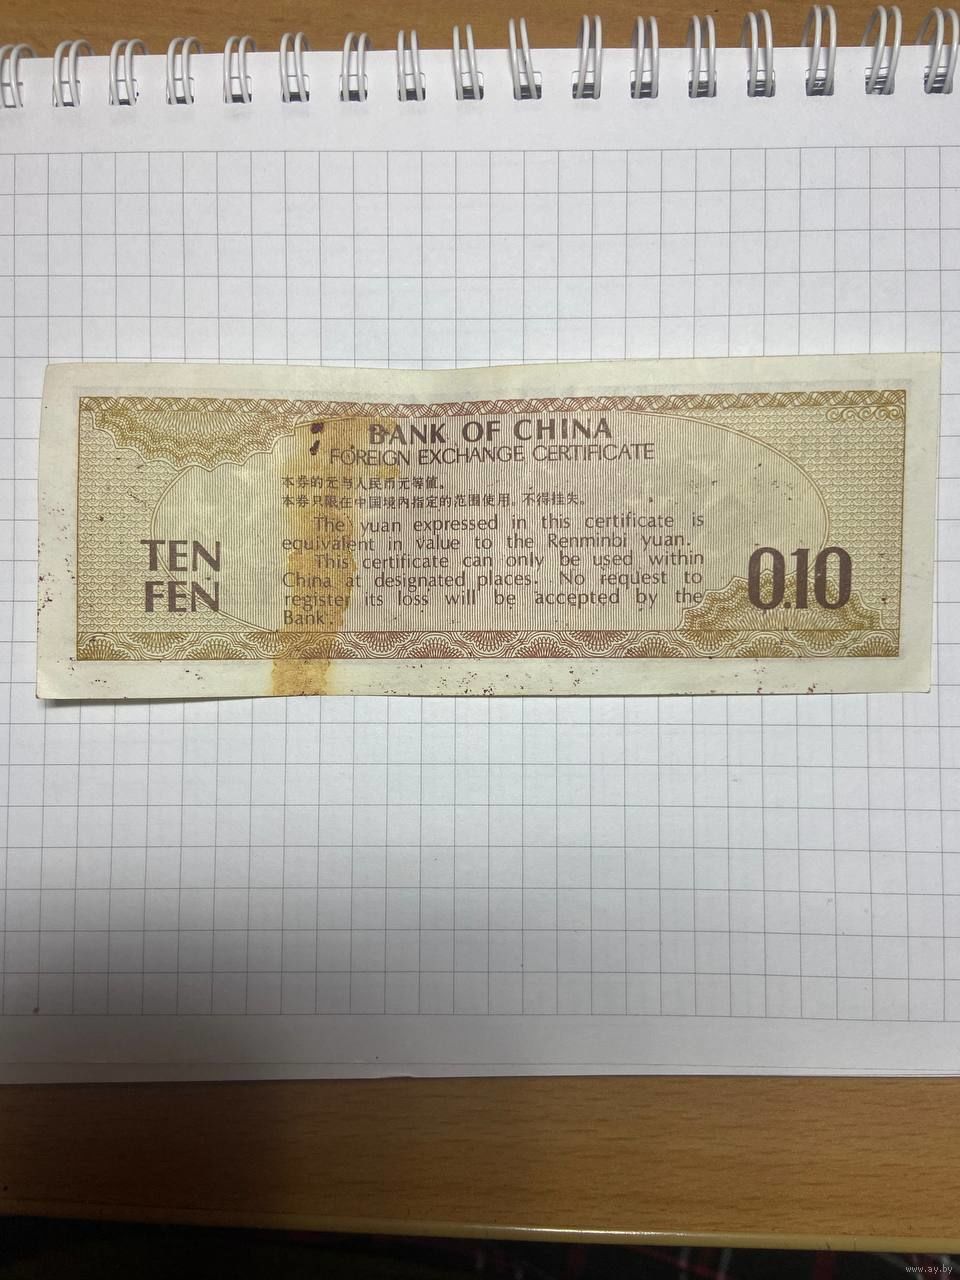 BANK OF CHINA
FOREIGN EXCHANGE CERTIFICATE
本券的元与人民币元等值。
本券只限在中国境内指定的范围使用。不得挂失。
The yuan expressed in this certificate is
equivalent in value to the Renminbi yuan.
This certificate can only be used within
China at designated places. No request to
register its loss will be accepted by the
Bank.
TEN
FEN
0.10
www.ay.by